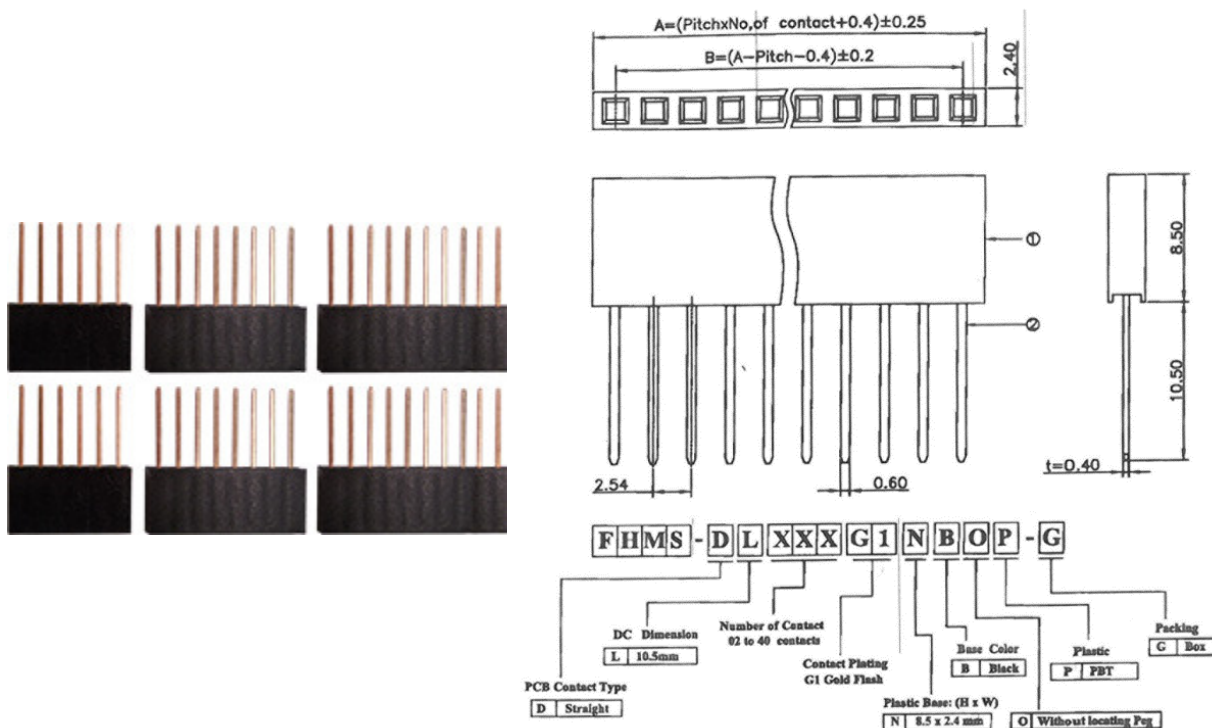 A=(PitchxNo,of contact+0.4)±0.25
B=(A-Pitch-0.4)±0.2
2.40
①
8.50
②
10.50
2.54
0.60
t=0.40
FHMS-DLXXXG1NBOP-G
DC Dimension
L 10.5mm
Number of Contact
02 to 40 contacts
Contact Plating
G1 Gold Flash
Base Color
B Black
Plastic
P PBT
Packing
G Box
PCB Contact Type
D Straight
Plastic Base: (H x W)
N 8.5 x 2.4 mm
O Without locating Peg